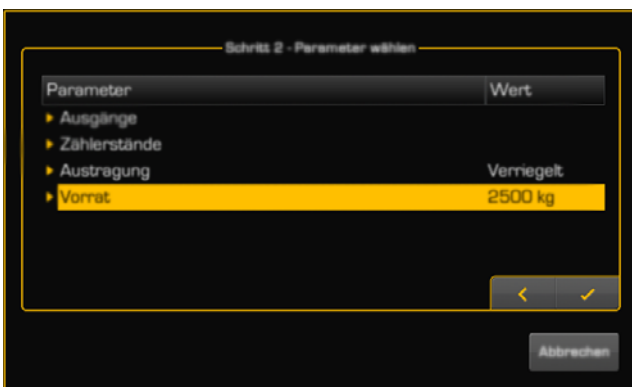 Schritt 2 - Parameter wählen
Parameter Wert
Ausgänge
Zählerstände
Austragung Verriegelt
Vorrat 2500 kg
Abbrechen